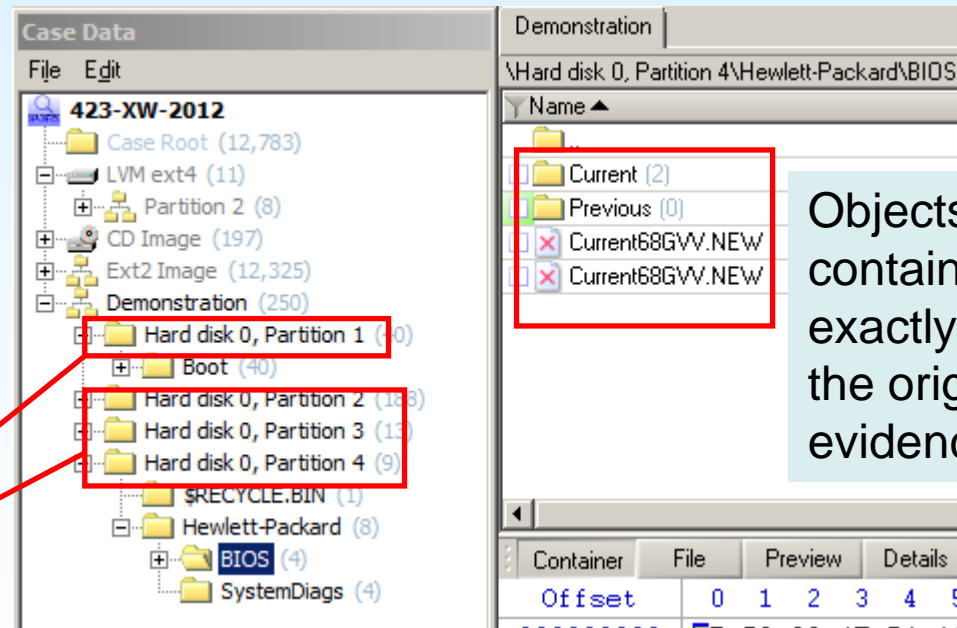 Case Data
File Edit
423-XW-2012
Case Root (12,783)
LVM ext4 (11)
Partition 2 (8)
CD Image (197)
Ext2 Image (12,325)
Demonstration (250)
Hard disk 0, Partition 1 (40)
Boot (40)
Hard disk 0, Partition 2 (188)
Hard disk 0, Partition 3 (13)
Hard disk 0, Partition 4 (9)
$RECYCLE.BIN (1)
Hewlett-Packard (8)
BIOS (4)
SystemDiags (4)
Demonstration
\Hard disk 0, Partition 4\Hewlett-Packard\BIOS
Name
..
Current (2)
Previous (0)
Current68GVV.NEW
Current68GVV.NEW
Objects
contain
exactly
the orig
evidenc
Container File Preview Details
Offset 0 1 2 3 4 5